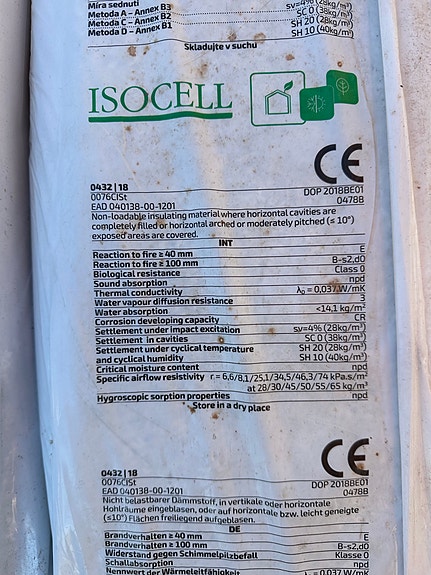 Míra sednutí
Metoda A – Annex B3 sv=4% (28kg/m³)
Metoda C – Annex B2 SC 0 (38kg/m³)
Metoda D – Annex B1 SH 20 (28kg/m³)
SH 10 (40kg/m³)
Skladujte v suchu
ISOCELL
CE
0432 | 18
0076CISt DOP 2018BE01
EAD 040138-00-1201 0478B
Non-loadable insulating material where horizontal cavities are
completely filled or horizontal arched or moderately pitched (≤ 10°)
exposed areas are covered.
INT
Reaction to fire ≥ 40 mm E
Reaction to fire ≥ 100 mm B-s2,d0
Biological resistance Class 0
Sound absorption npd
Thermal conductivity λD = 0,037 W/mK
Water vapour diffusion resistance 3
Water absorption <14,1 kg/m²
Corrosion developing capacity CR
Settlement under impact excitation sv=4% (28kg/m³)
Settlement in cavities SC 0 (38kg/m³)
Settlement under cyclical temperature SH 20 (28kg/m³)
and cyclical humidity SH 10 (40kg/m³)
Critical moisture content npd
Specific airflow resistivity r = 6,6/8,1/25,1/34,5/46,3/74 kPa.s/m²
at 28/30/45/50/55/65 kg/m³
Hygroscopic sorption properties npd
Store in a dry place
CE
0432 | 18
0076CISt DOP 2018BE01
EAD 040138-00-1201 0478B
Nicht belastbarer Dämmstoff, in vertikale oder horizontale
Hohlräume eingeblasen, oder auf horizontale bzw. leicht geneigte
(≤10°) Flächen freiliegend aufgeblasen.
DE
Brandverhalten ≥ 40 mm E
Brandverhalten ≥ 100 mm B-s2,d0
Widerstand gegen Schimmelpilzbefall Klasse 0
Schallabsorption npd
Nennwert der Wärmeleitfähigkeit 0,037 W/mK